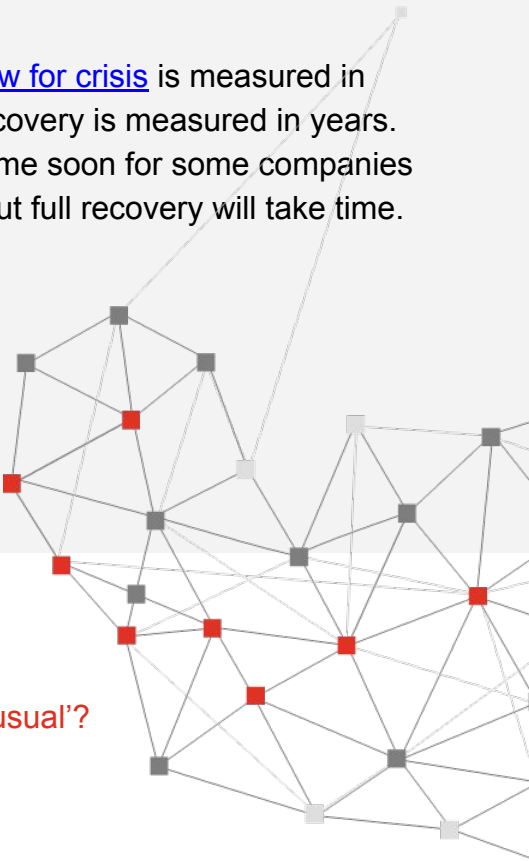 w for crisis is measured in
covery is measured in years.
me soon for some companies
ut full recovery will take time.
usual’?